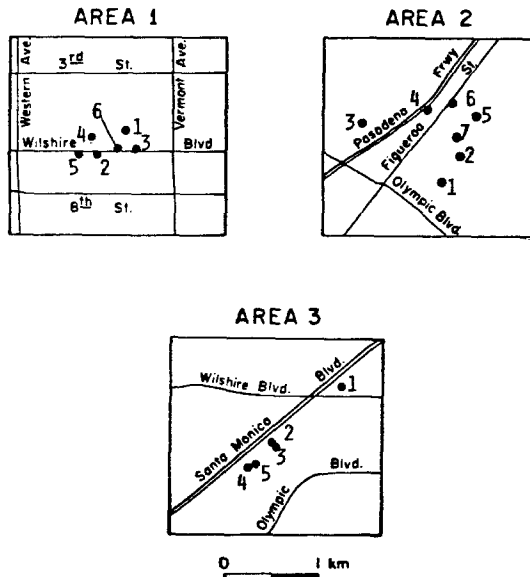 AREA 1
Western Ave.
3rd St.
Vermont Ave.
6
4
1
Wilshire
3
Blvd
5
2
8th St.
AREA 2
Pasadena Frwy
Figueroa St.
4
6
3
5
7
2
1
Olympic Blvd.
AREA 3
Wilshire Blvd.
Santa Monica Blvd.
1
2
3
4
5
Olympic Blvd.
0 1 km